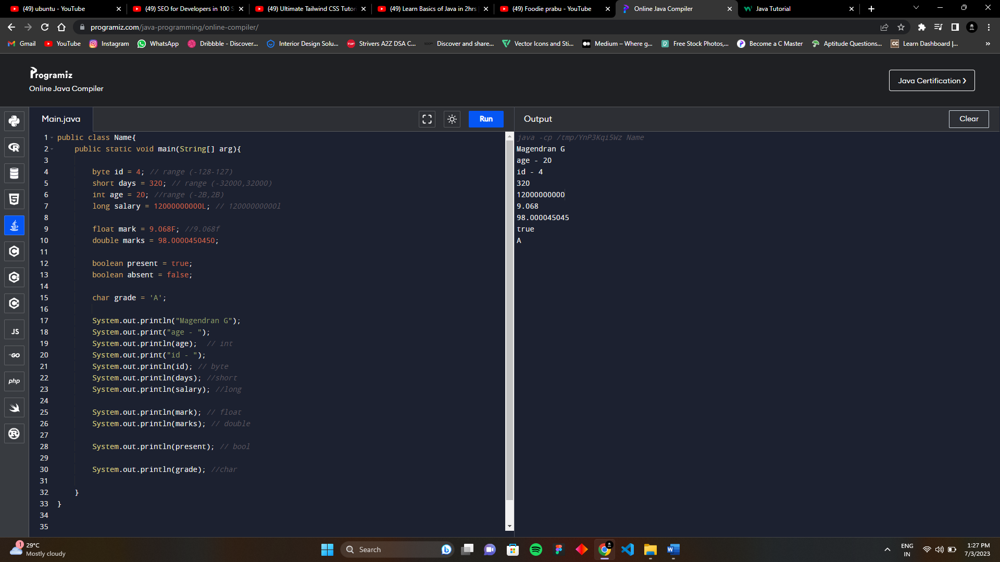 (49) ubuntu - YouTube
(49) SEO for Developers in 100 S
(49) Ultimate Tailwind CSS Tutor
(49) Learn Basics of Java in 2hrs
(49) Foodie prabu - YouTube
Online Java Compiler
Java Tutorial
programiz.com/java-programming/online-compiler/
Gmail
YouTube
Instagram
WhatsApp
Dribbble - Discover...
Interior Design Solu...
Strivers A2Z DSA C...
Discover and share...
Vector Icons and Sti...
Medium – Where g...
Free Stock Photos,...
Become a C Master
Aptitude Questions...
CC
Learn Dashboard |...
»
Programiz
Online Java Compiler
Java Certification ❯
Main.java
Run
Output
Clear
JS
GO
php
1 public class Name{
2 public static void main(String[] arg){
3
4 byte id = 4; // range (-128-127)
5 short days = 320; // range (-32000,32000)
6 int age = 20; //range (-2B,2B)
7 long salary = 12000000000L; // 12000000000l
8
9 float mark = 9.068F; //9.068f
10 double marks = 98.0000450450;
11
12 boolean present = true;
13 boolean absent = false;
14
15 char grade = 'A';
16
17 System.out.println("Magendran G");
18 System.out.print("age - ");
19 System.out.println(age);  // int
20 System.out.print("id - ");
21 System.out.println(id); // byte
22 System.out.println(days); //short
23 System.out.println(salary); //long
24
25 System.out.println(mark); // float
26 System.out.println(marks); // double
27
28 System.out.println(present); // bool
29
30 System.out.println(grade); //char
31
32 }
33 }
34
35
java -cp /tmp/YnP3Kqi5Wz Name
Magendran G
age - 20
id - 4
320
12000000000
9.068
98.000045045
true
A
1
29°C
Mostly cloudy
Search
ENG
IN
1:27 PM
7/3/2023